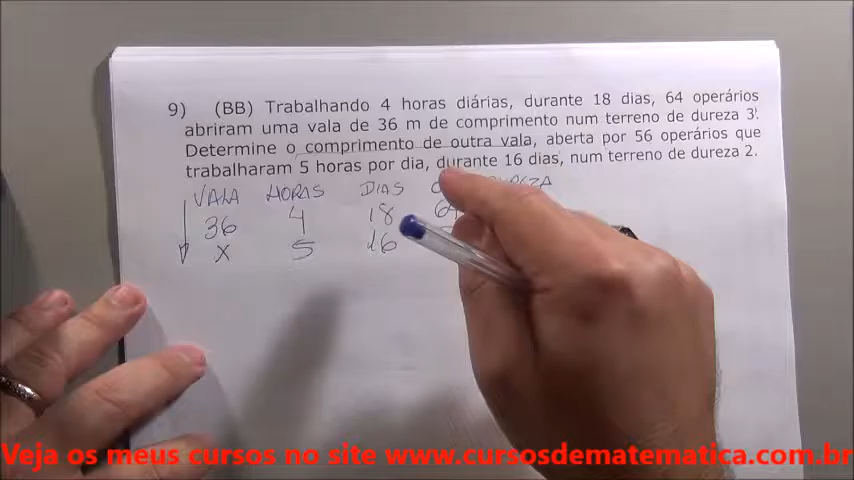 9) (BB) Trabalhando 4 horas diárias, durante 18 dias, 64 operários
abriram uma vala de 36 m de comprimento num terreno de dureza 3.
Determine o comprimento de outra vala, aberta por 56 operários que
trabalharam 5 horas por dia, durante 16 dias, num terreno de dureza 2.
VALA HORAS DIAS
36 4 18 64
X 5 16
Veja os meus cursos no site www.cursosdematematica.com.br